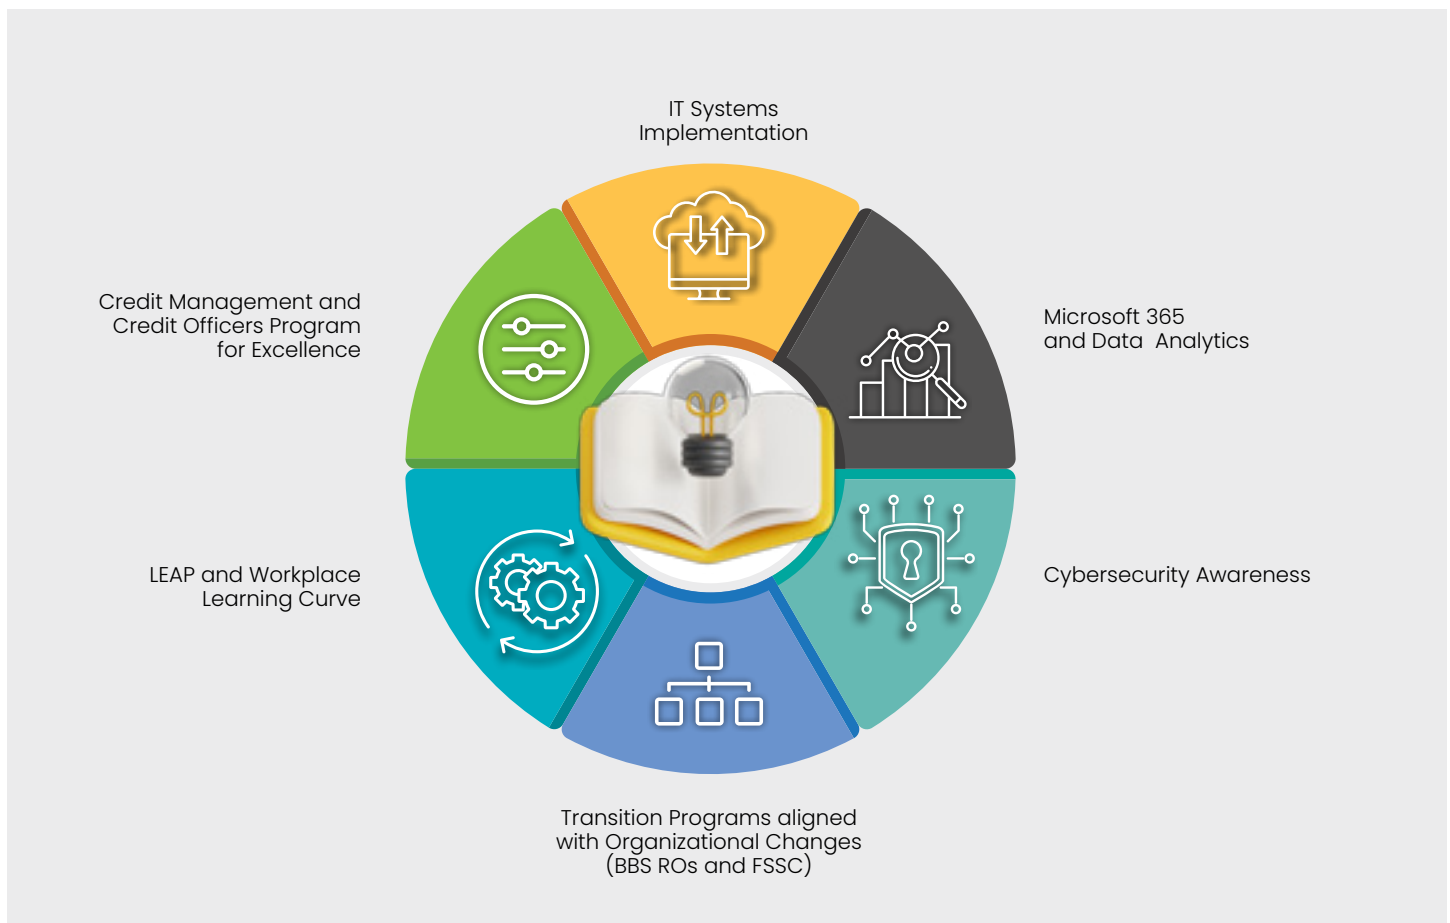 IT Systems
Implementation
Credit Management and
Credit Officers Program
for Excellence
Microsoft 365
and Data  Analytics
LEAP and Workplace
Learning Curve
Cybersecurity Awareness
Transition Programs aligned
with Organizational Changes
(BBS ROs and FSSC)